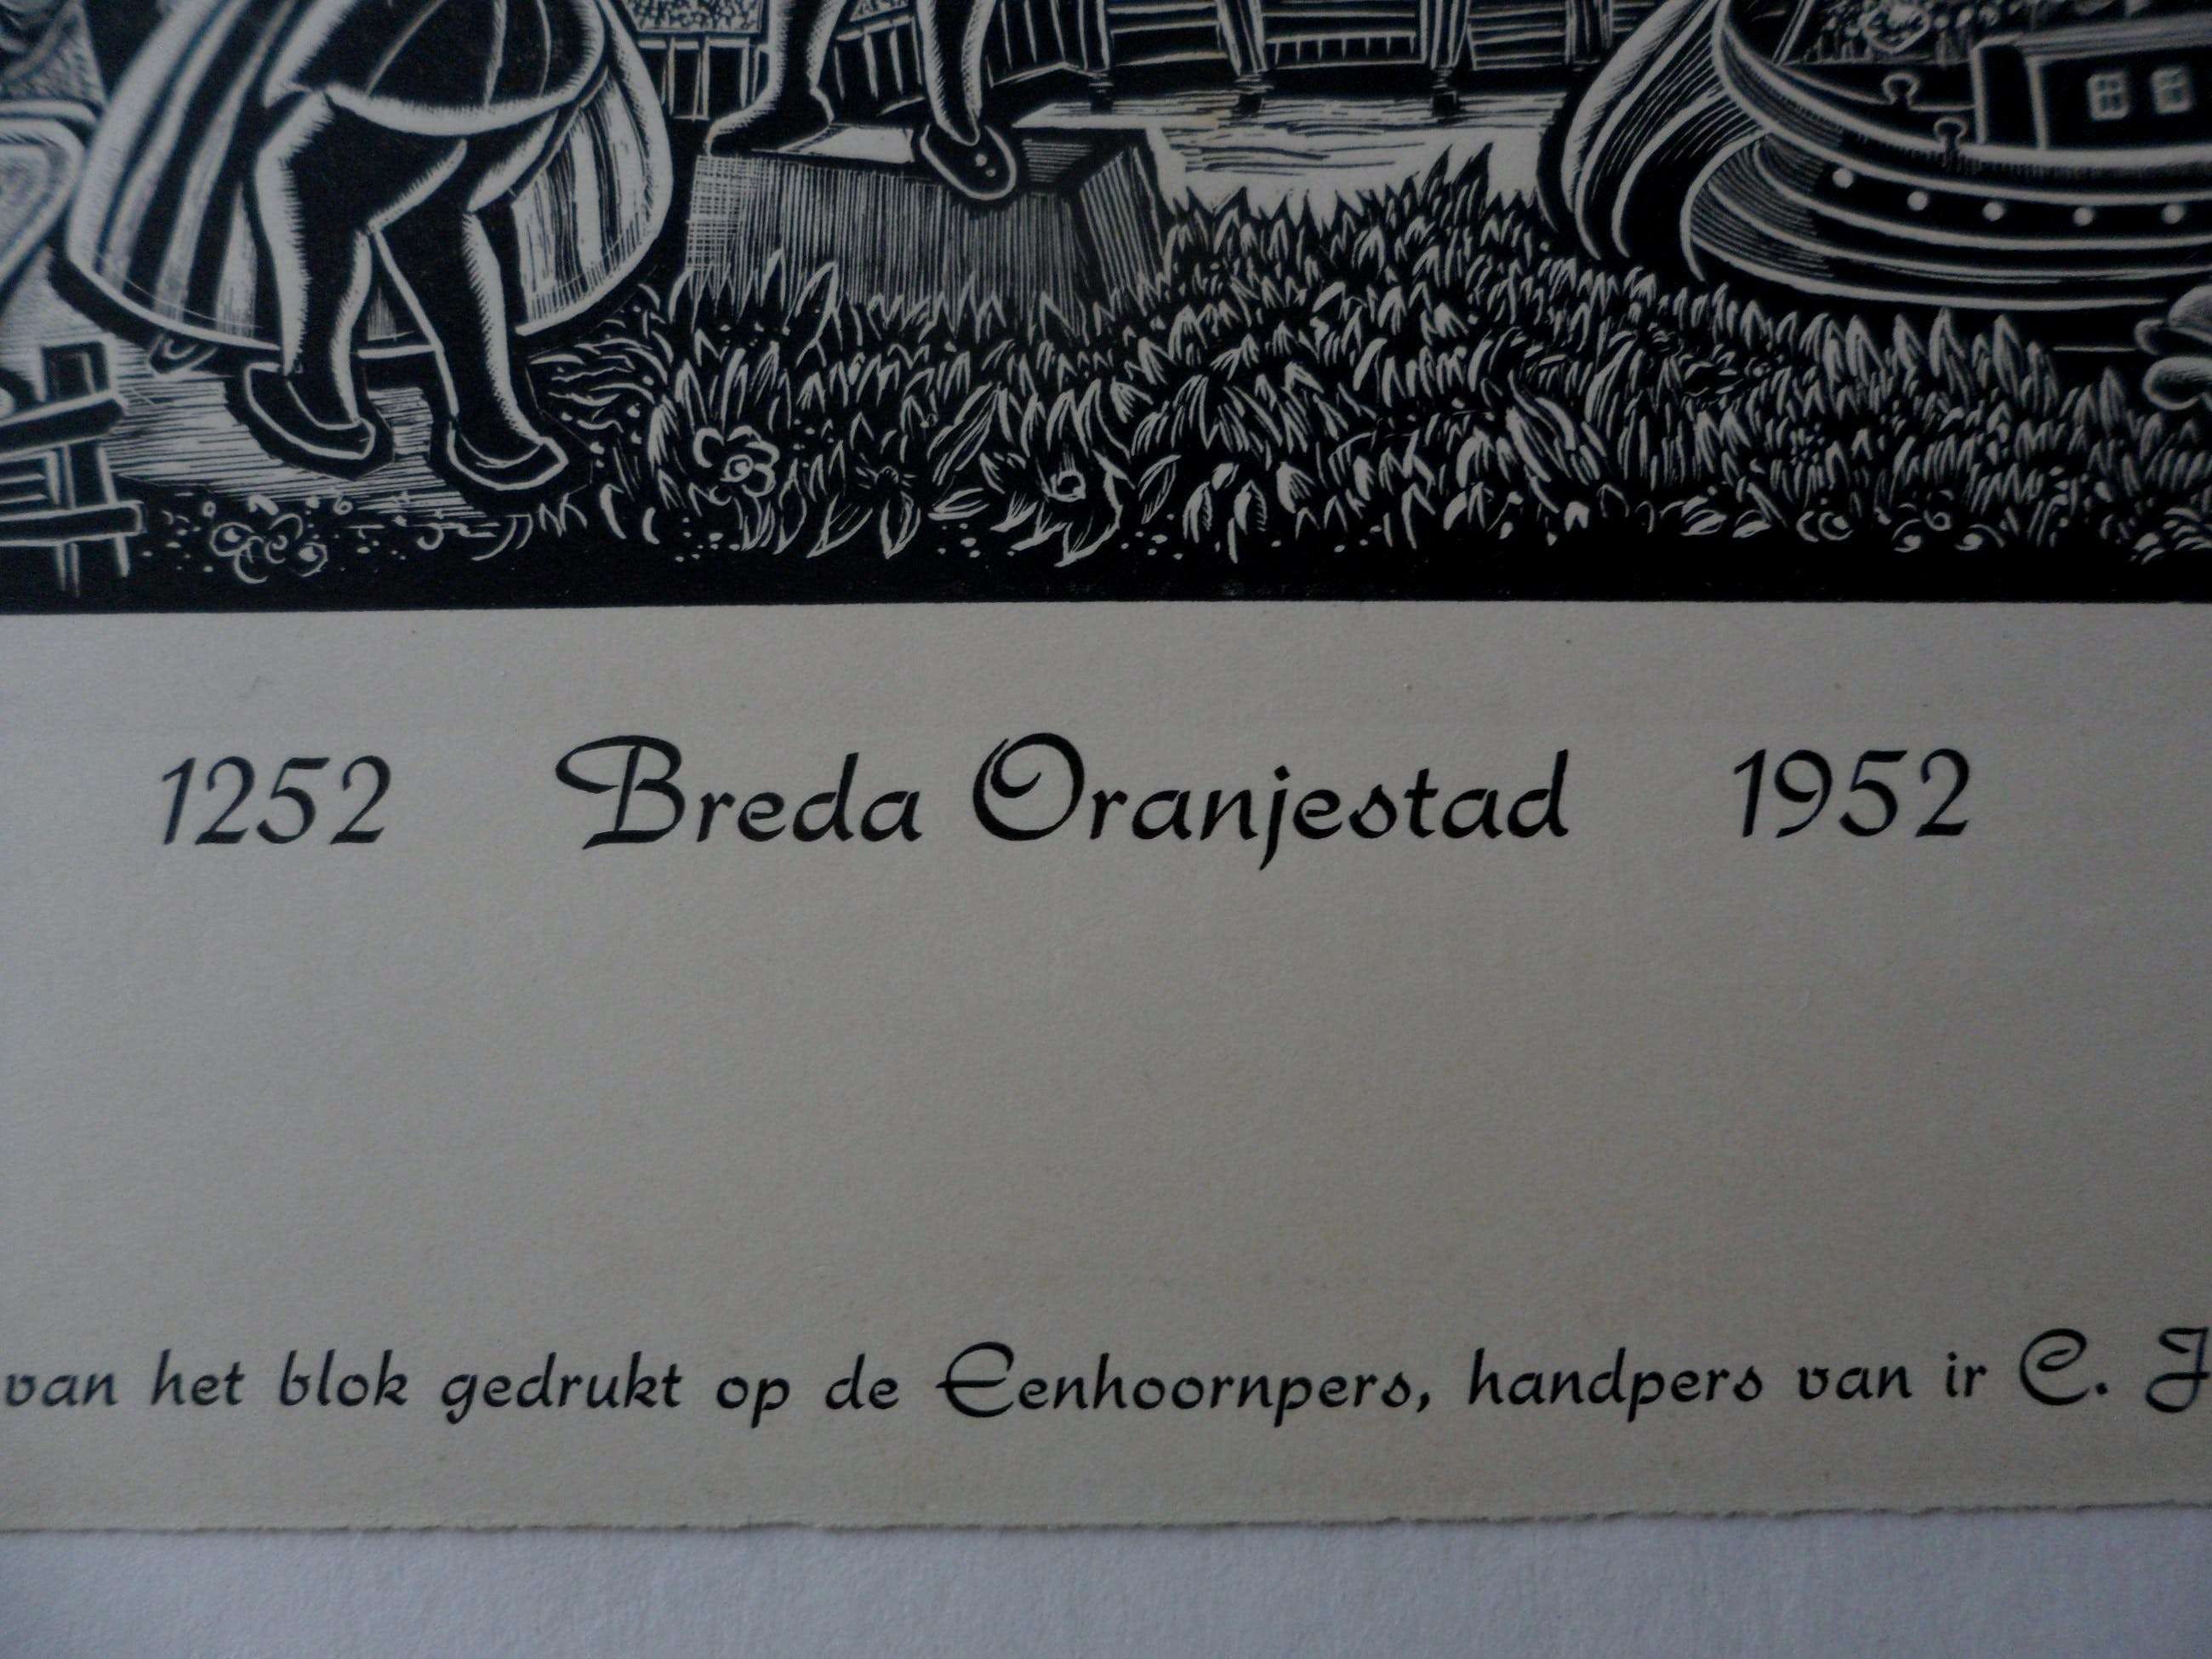 1252 Breda Oranjestad 1952
van het blok gedrukt op de Eenhoornpers, handpers van ir C. J